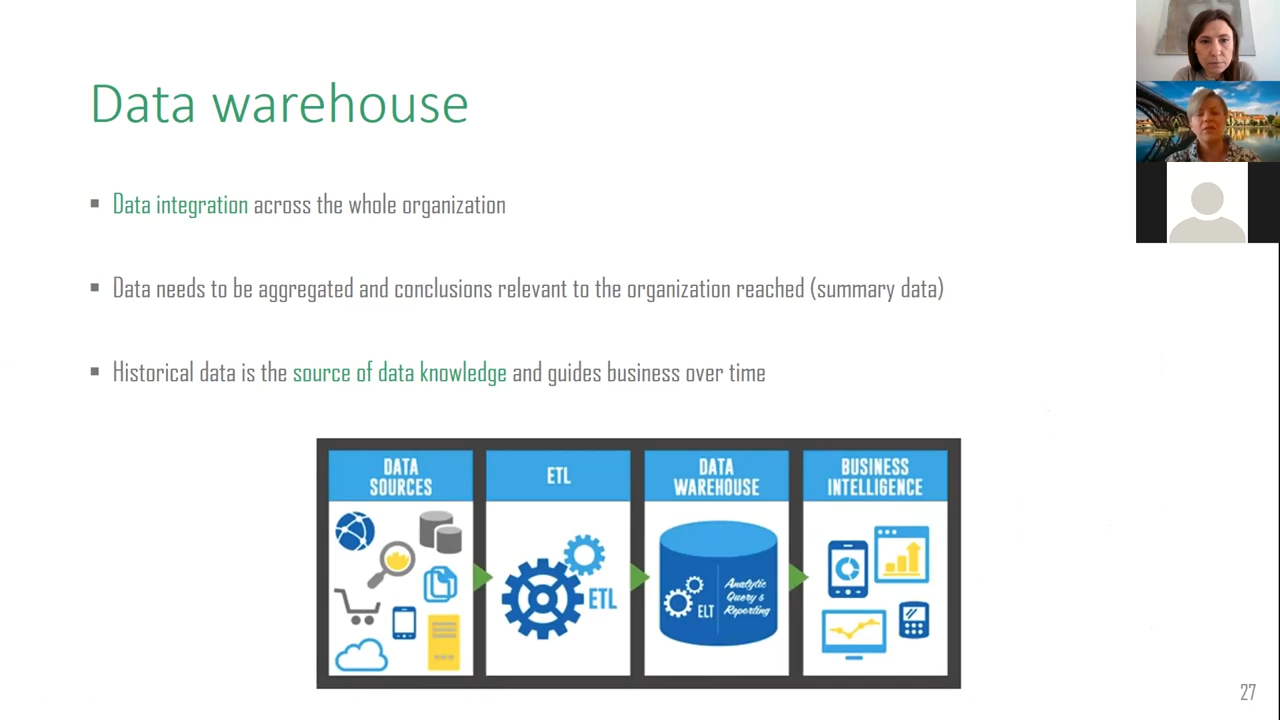 Data warehouse
▪ Data integration across the whole organization
▪ Data needs to be aggregated and conclusions relevant to the organization reached (summary data)
▪ Historical data is the source of data knowledge and guides business over time
DATA
SOURCES
ETL
DATA
WAREHOUSE
BUSINESS
INTELLIGENCE
ETL
ELT
Analytic
Query &
Reporting
27